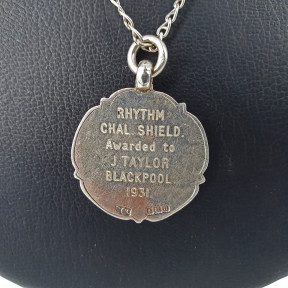 RHYTHM
CHAL SHIELD.
Awarded to
J. TAYLOR
BLACKPOOL.
1931.